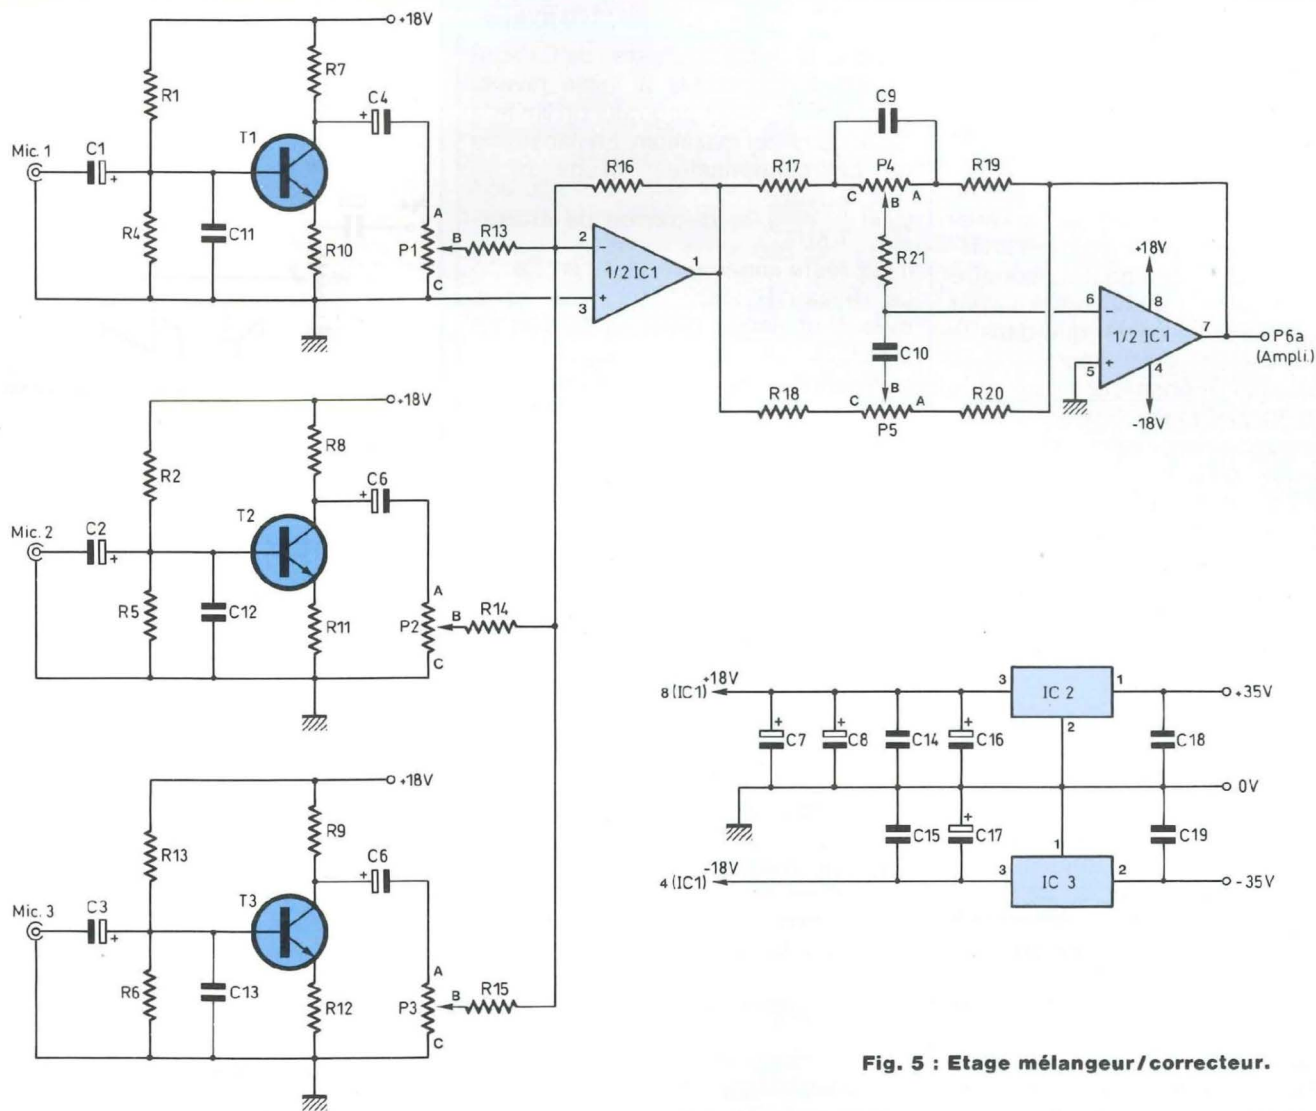 +18V
R1
R7
C4
Mic. 1
C1
+
T1
+
R4
C11
R10
P1
A
B
C
R13
R16
2
-
1/2 IC1
1
+
3
R17
C9
P4
C
B
A
R19
R21
C10
R18
B
C
A
P5
R20
+18V
6
-
8
1/2 IC1
7
5
+
4
-18V
P6a
(Ampli.)
+18V
R2
R8
C6
+
Mic. 2
C2
+
T2
R5
C12
R11
A
P2
B
C
R14
+18V
R13
R9
C6
+
Mic. 3
C3
+
T3
R6
C13
R12
A
P3
B
C
R15
8 (IC1)
+18V
3
IC 2
1
+35V
2
+
C7
+
C8
C14
+
C16
C18
0V
C15
+
C17
1
C19
4 (IC1)
-18V
3
IC 3
2
-35V
Fig. 5 : Etage mélangeur/correcteur.